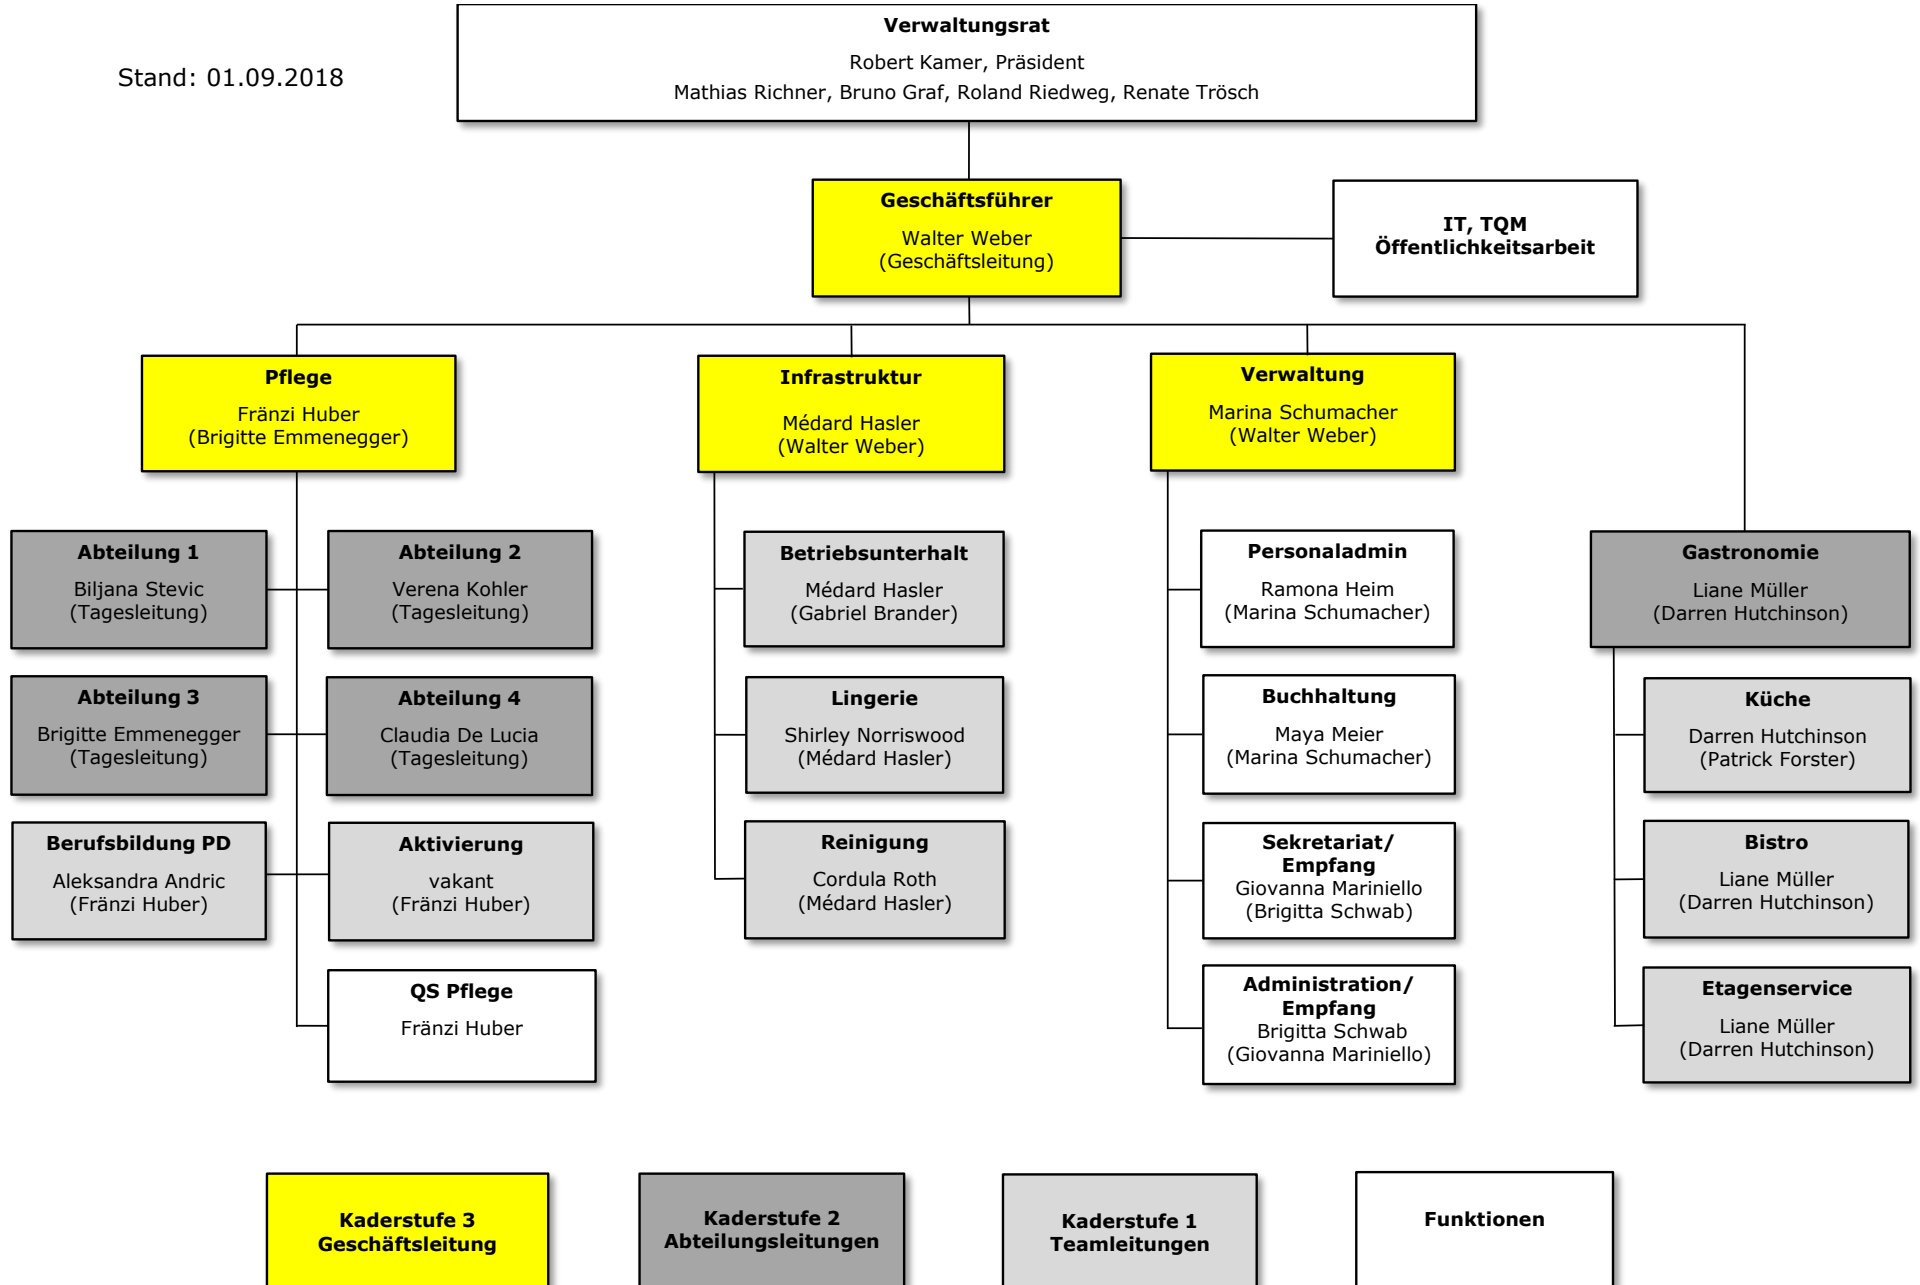 Stand: 01.09.2018
Verwaltungsrat
Robert Kamer, Präsident
Mathias Richner, Bruno Graf, Roland Riedweg, Renate Trösch
Geschäftsführer
Walter Weber
(Geschäftsleitung)
IT, TQM
Öffentlichkeitsarbeit
Pflege
Fränzi Huber
(Brigitte Emmenegger)
Infrastruktur
Médard Hasler
(Walter Weber)
Verwaltung
Marina Schumacher
(Walter Weber)
Abteilung 1
Biljana Stevic
(Tagesleitung)
Abteilung 2
Verena Kohler
(Tagesleitung)
Betriebsunterhalt
Médard Hasler
(Gabriel Brander)
Personaladmin
Ramona Heim
(Marina Schumacher)
Gastronomie
Liane Müller
(Darren Hutchinson)
Abteilung 3
Brigitte Emmenegger
(Tagesleitung)
Abteilung 4
Claudia De Lucia
(Tagesleitung)
Lingerie
Shirley Norriswood
(Médard Hasler)
Buchhaltung
Maya Meier
(Marina Schumacher)
Küche
Darren Hutchinson
(Patrick Forster)
Berufsbildung PD
Aleksandra Andric
(Fränzi Huber)
Aktivierung
vakant
(Fränzi Huber)
Reinigung
Cordula Roth
(Médard Hasler)
Sekretariat/
Empfang
Giovanna Mariniello
(Brigitta Schwab)
Bistro
Liane Müller
(Darren Hutchinson)
QS Pflege
Fränzi Huber
Administration/
Empfang
Brigitta Schwab
(Giovanna Mariniello)
Etagenservice
Liane Müller
(Darren Hutchinson)
Kaderstufe 3
Geschäftsleitung
Kaderstufe 2
Abteilungsleitungen
Kaderstufe 1
Teamleitungen
Funktionen